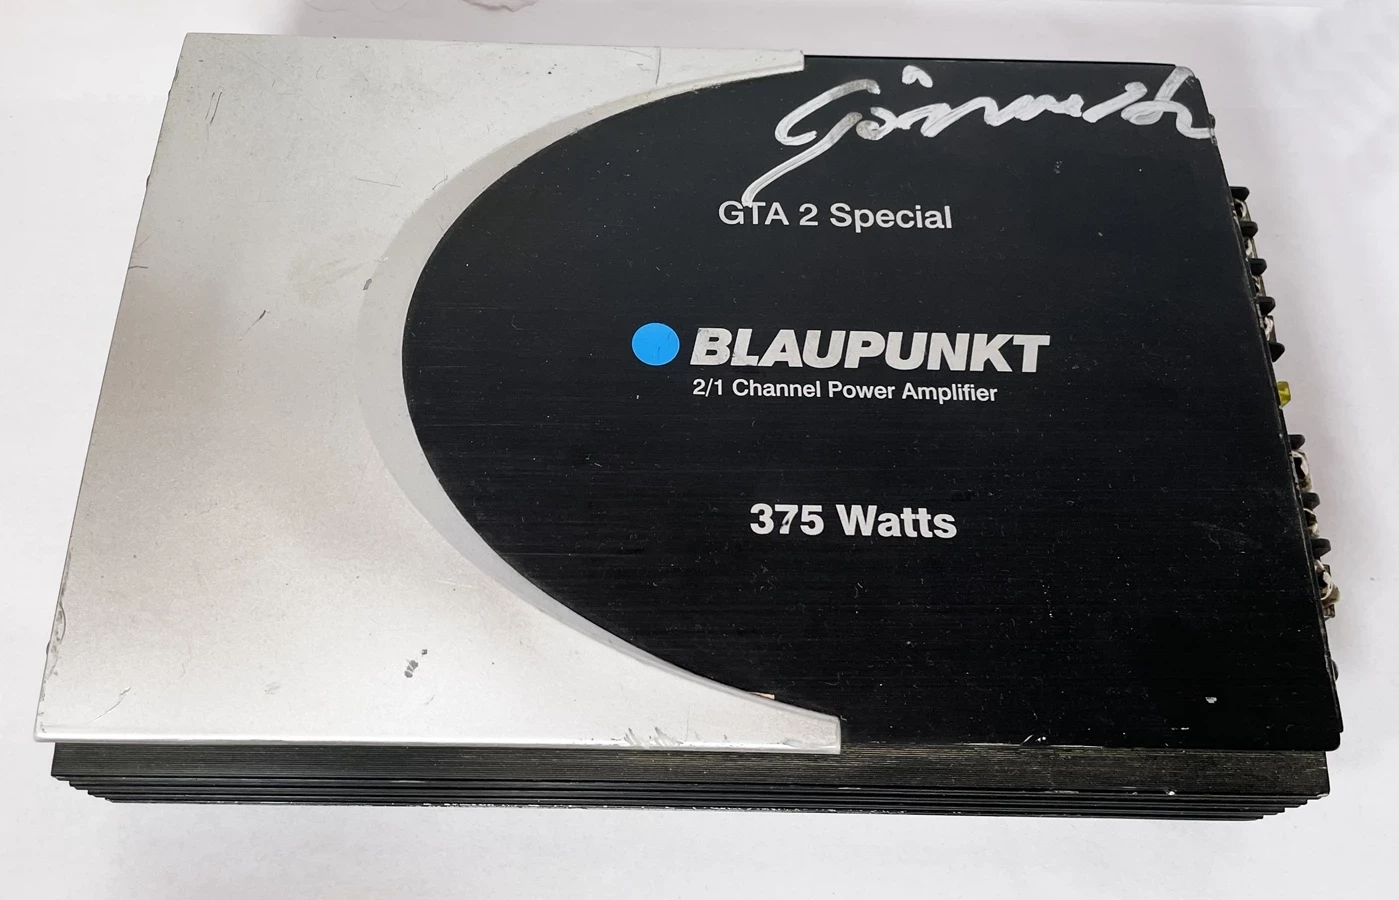 GTA 2 Special
BLAUPUNKT
2/1 Channel Power Amplifier
375 Watts